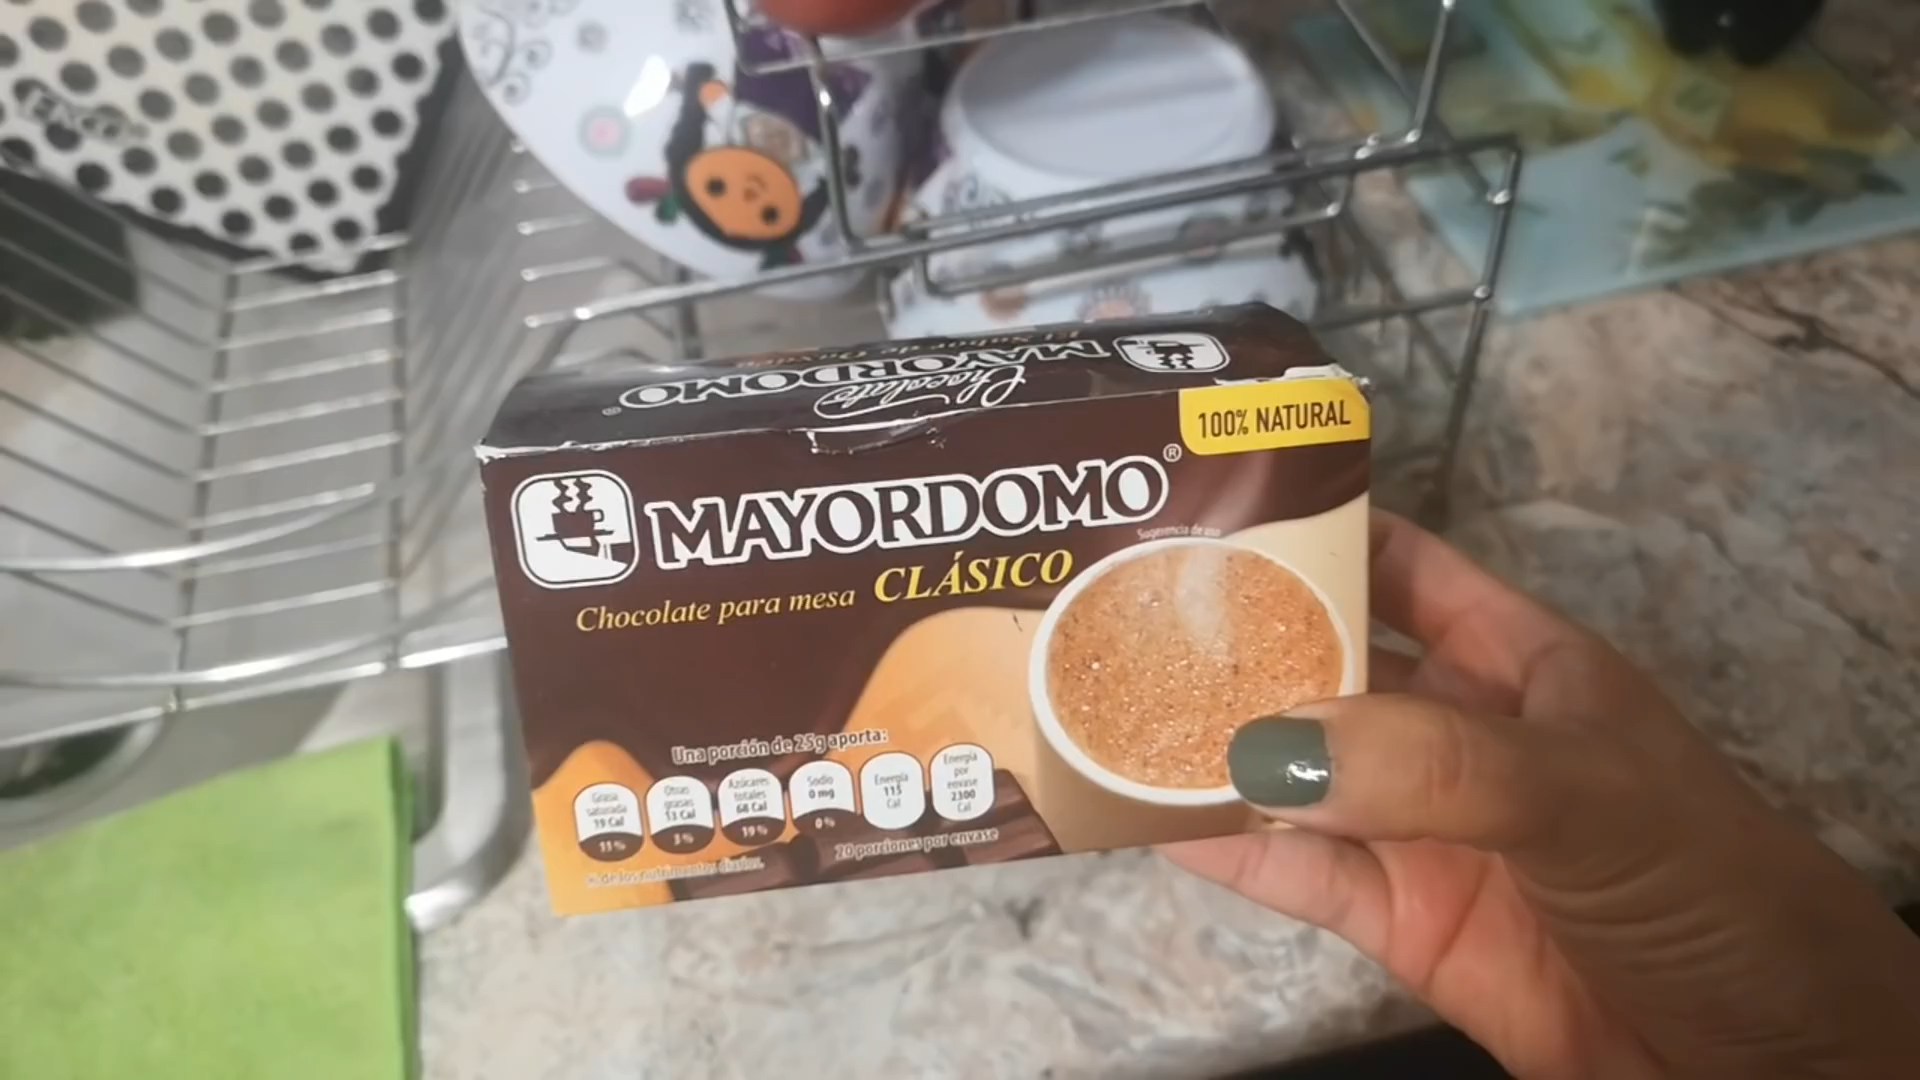 El Sabor de Oaxaca
Chocolate
MAYORDOMO®
100% NATURAL
MAYORDOMO®
Sugerencia de uso
Chocolate para mesa CLÁSICO
Una porción de 25g aporta:
Grasa saturada 19 Cal 11%
Otras grasas 13 Cal 3%
Azúcares totales 68 Cal 19%
Sodio 0 mg 0%
Energía 115 Cal
Energía por envase 2300 Cal
20 porciones por envase
% de los nutrimentos diarios.